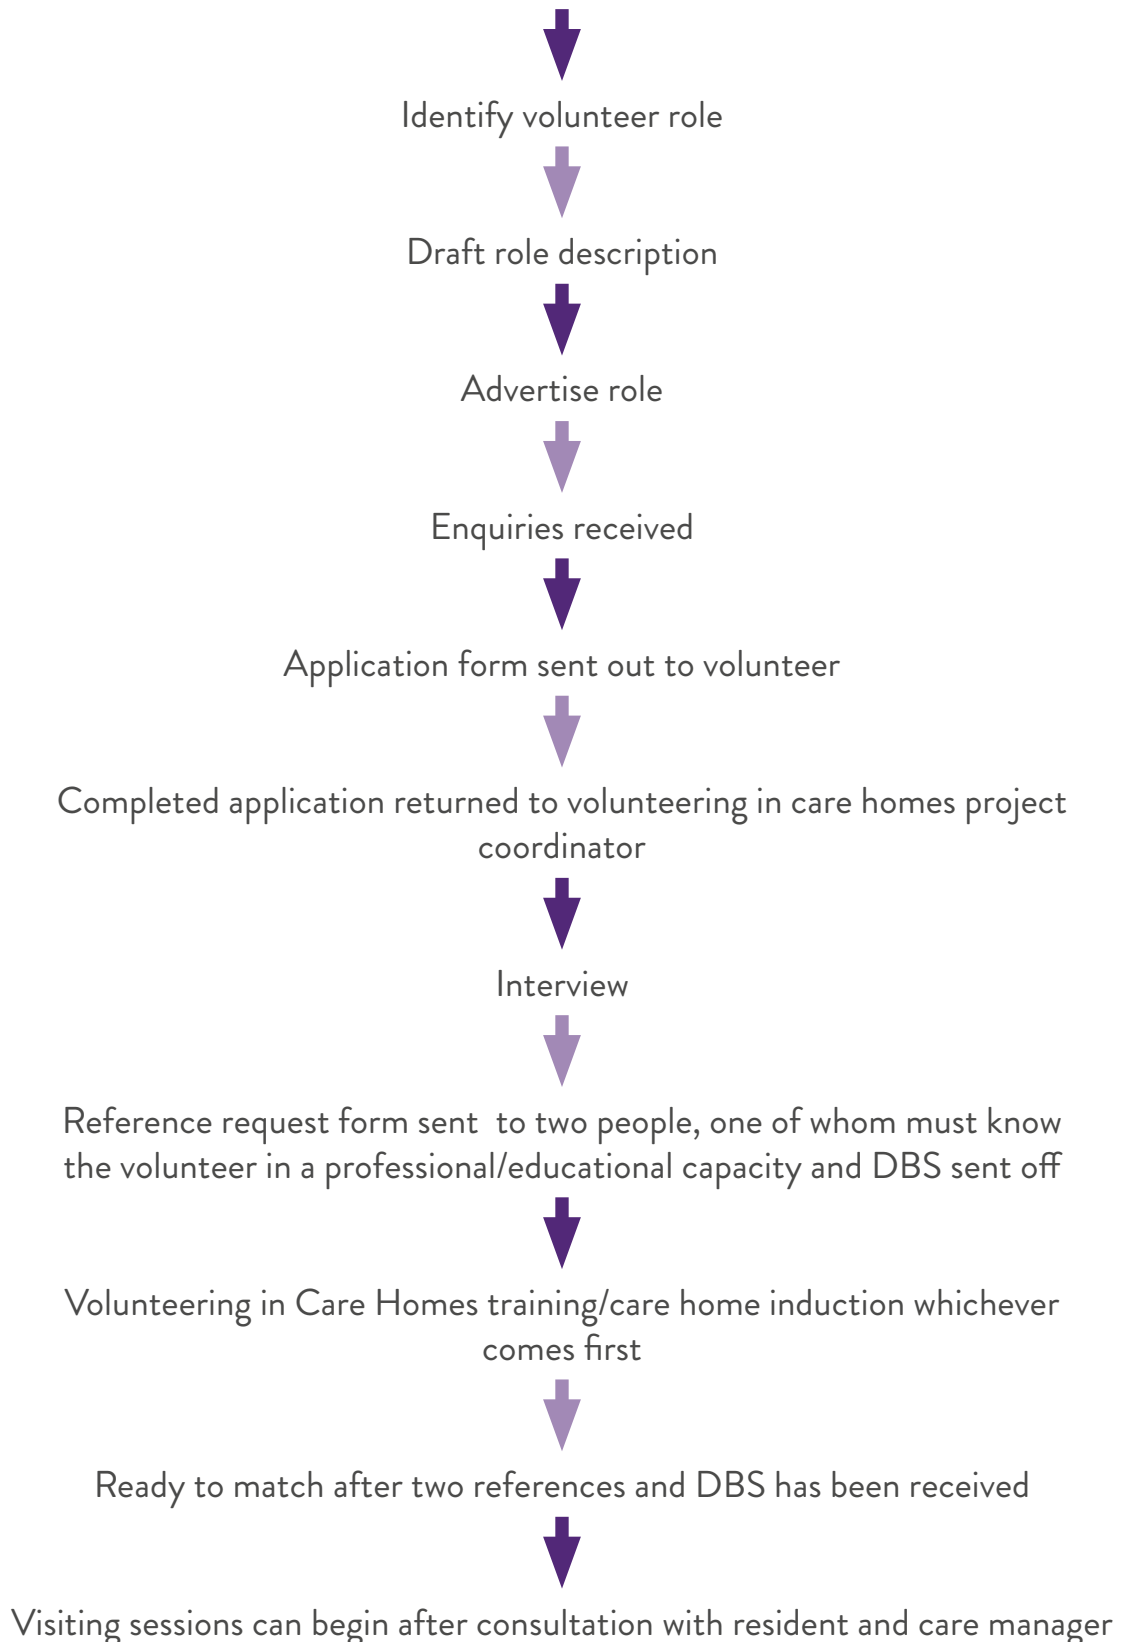 Identify volunteer role
Draft role description
Advertise role
Enquiries received
Application form sent out to volunteer
Completed application returned to volunteering in care homes project
coordinator
Interview
Reference request form sent  to two people, one of whom must know
the volunteer in a professional/educational capacity and DBS sent off
Volunteering in Care Homes training/care home induction whichever
comes first
Ready to match after two references and DBS has been received
Visiting sessions can begin after consultation with resident and care manager